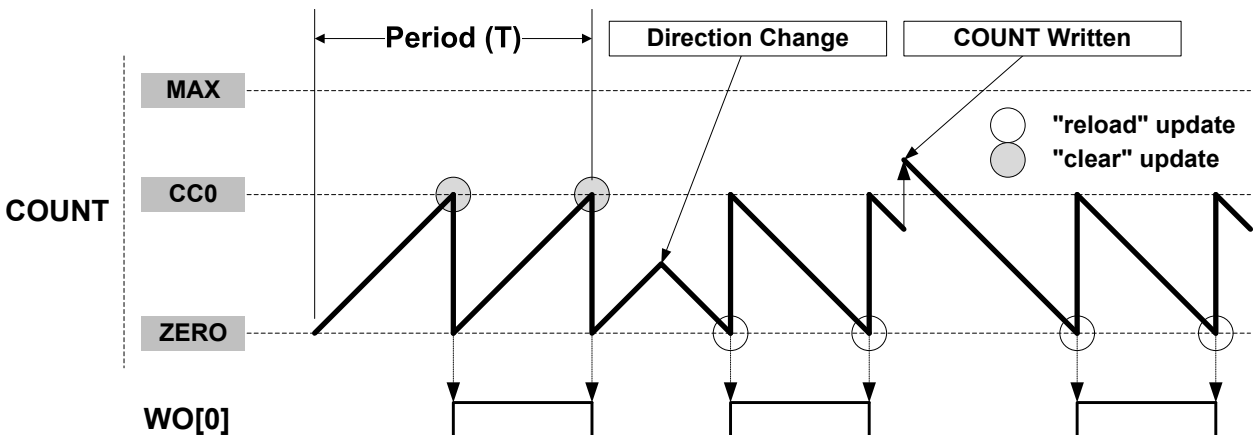 Period (T)
Direction Change
COUNT Written
MAX
"reload" update
"clear" update
CC0
COUNT
ZERO
WO[0]